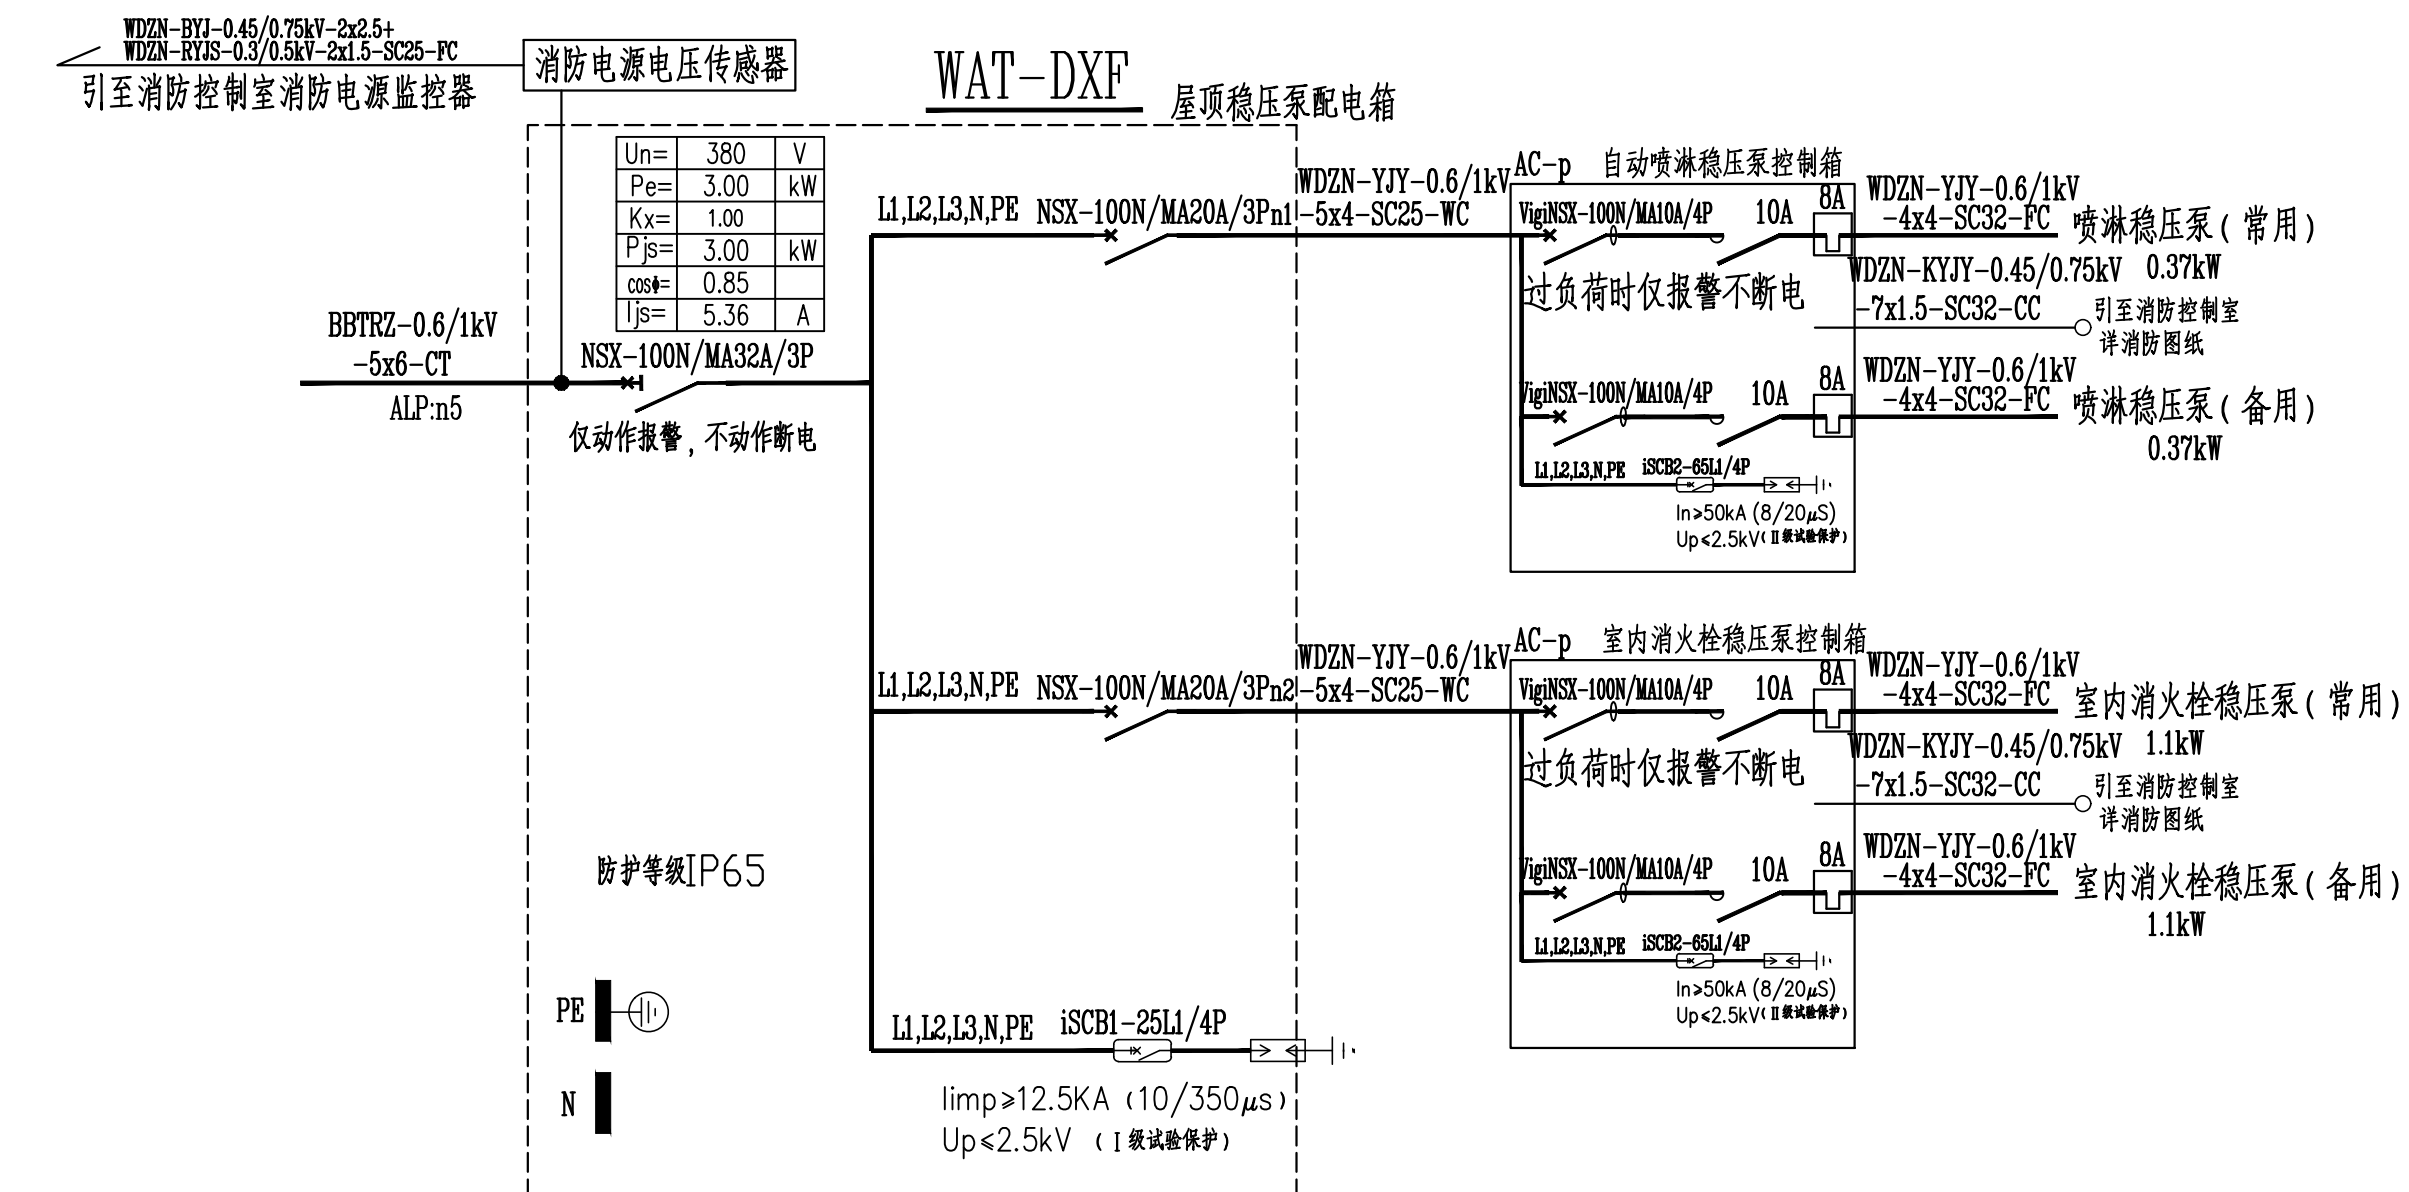 WDZN-BYJ-0.45/0.75kV-2x2.5+
WDZN-RYJS-0.3/0.5kV-2x1.5-SC25-FC
引至消防控制室消防电源监控器
消防电源电压传感器
WAT-DXF
屋顶稳压泵配电箱
Un= 380 V
Pe= 3.00 kW
Kx= 1.00
Pjs= 3.00 kW
cosΦ= 0.85
Ijs= 5.36 A
BBTRZ-0.6/1kV
-5x6-CT
ALP:n5
NSX-100N/MA32A/3P
仅动作报警，不动作断电
L1,L2,L3,N,PE
NSX-100N/MA20A/3P
n1
WDZN-YJY-0.6/1kV
-5x4-SC25-WC
AC-p 自动喷淋稳压泵控制箱
VigiNSX-100N/MA10A/4P
10A
8A
WDZN-YJY-0.6/1kV
-4x4-SC32-FC
喷淋稳压泵(常用)
0.37kW
过负荷时仅报警不断电
WDZN-KYJY-0.45/0.75kV
-7x1.5-SC32-CC
引至消防控制室
详消防图纸
VigiNSX-100N/MA10A/4P
10A
8A
WDZN-YJY-0.6/1kV
-4x4-SC32-FC
喷淋稳压泵(备用)
0.37kW
L1,L2,L3,N,PE
iSCB2-65L1/4P
In≥50kA (8/20μS)
Up≤2.5kV(Ⅱ级试验保护)
L1,L2,L3,N,PE
NSX-100N/MA20A/3P
n2
WDZN-YJY-0.6/1kV
-5x4-SC25-WC
AC-p 室内消火栓稳压泵控制箱
VigiNSX-100N/MA10A/4P
10A
8A
WDZN-YJY-0.6/1kV
-4x4-SC32-FC
室内消火栓稳压泵(常用)
1.1kW
过负荷时仅报警不断电
WDZN-KYJY-0.45/0.75kV
-7x1.5-SC32-CC
引至消防控制室
详消防图纸
VigiNSX-100N/MA10A/4P
10A
8A
WDZN-YJY-0.6/1kV
-4x4-SC32-FC
室内消火栓稳压泵(备用)
1.1kW
L1,L2,L3,N,PE
iSCB2-65L1/4P
In≥50kA (8/20μS)
Up≤2.5kV(Ⅱ级试验保护)
防护等级IP65
PE
N
L1,L2,L3,N,PE
iSCB1-25L1/4P
Iimp≥12.5KA (10/350μs)
Up≤2.5kV (Ⅰ级试验保护)